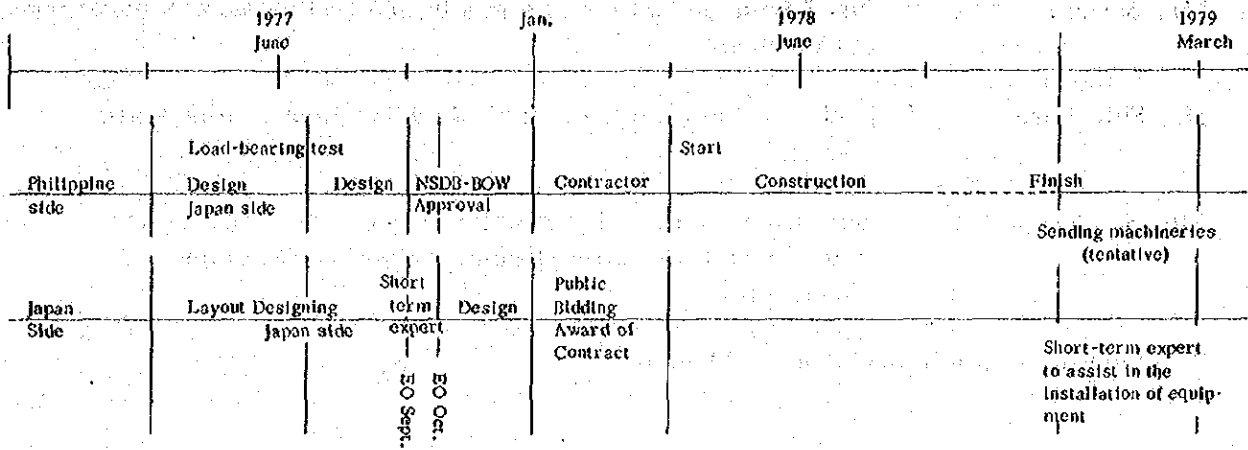 1977
June
Jan.
1978
June
1979
March
Load-bearing test
Start
Philippine
side
Design
Japan side
Design
NSDB-BOW
Approval
Contractor
Construction
Finish
Sending machineries
(tentative)
Japan
Side
Layout Designing
Japan side
Short
term
expert
Design
Public
Bidding
Award of
Contract
EO Sept.
EO Oct.
Short-term expert
to assist in the
installation of equip-
ment